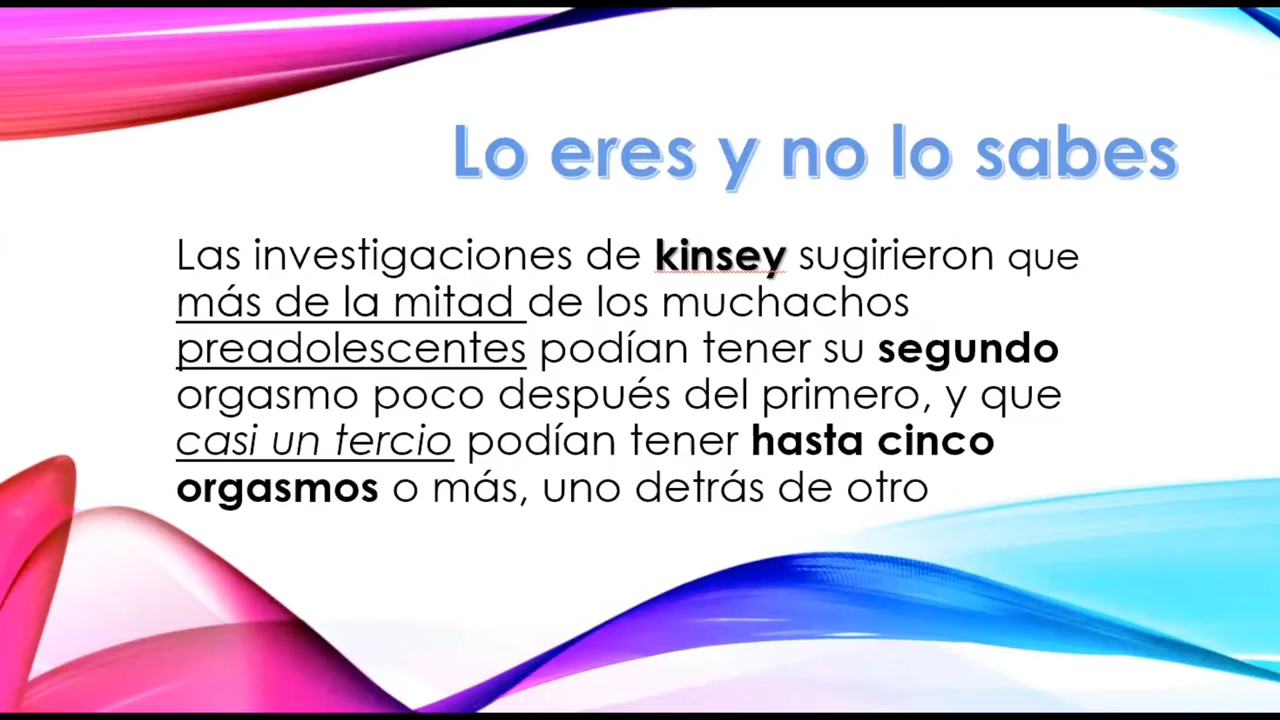 Lo eres y no lo sabes
Las investigaciones de kinsey sugirieron que
más de la mitad de los muchachos
preadolescentes podían tener su segundo
orgasmo poco después del primero, y que
casi un tercio podían tener hasta cinco
orgasmos o más, uno detrás de otro